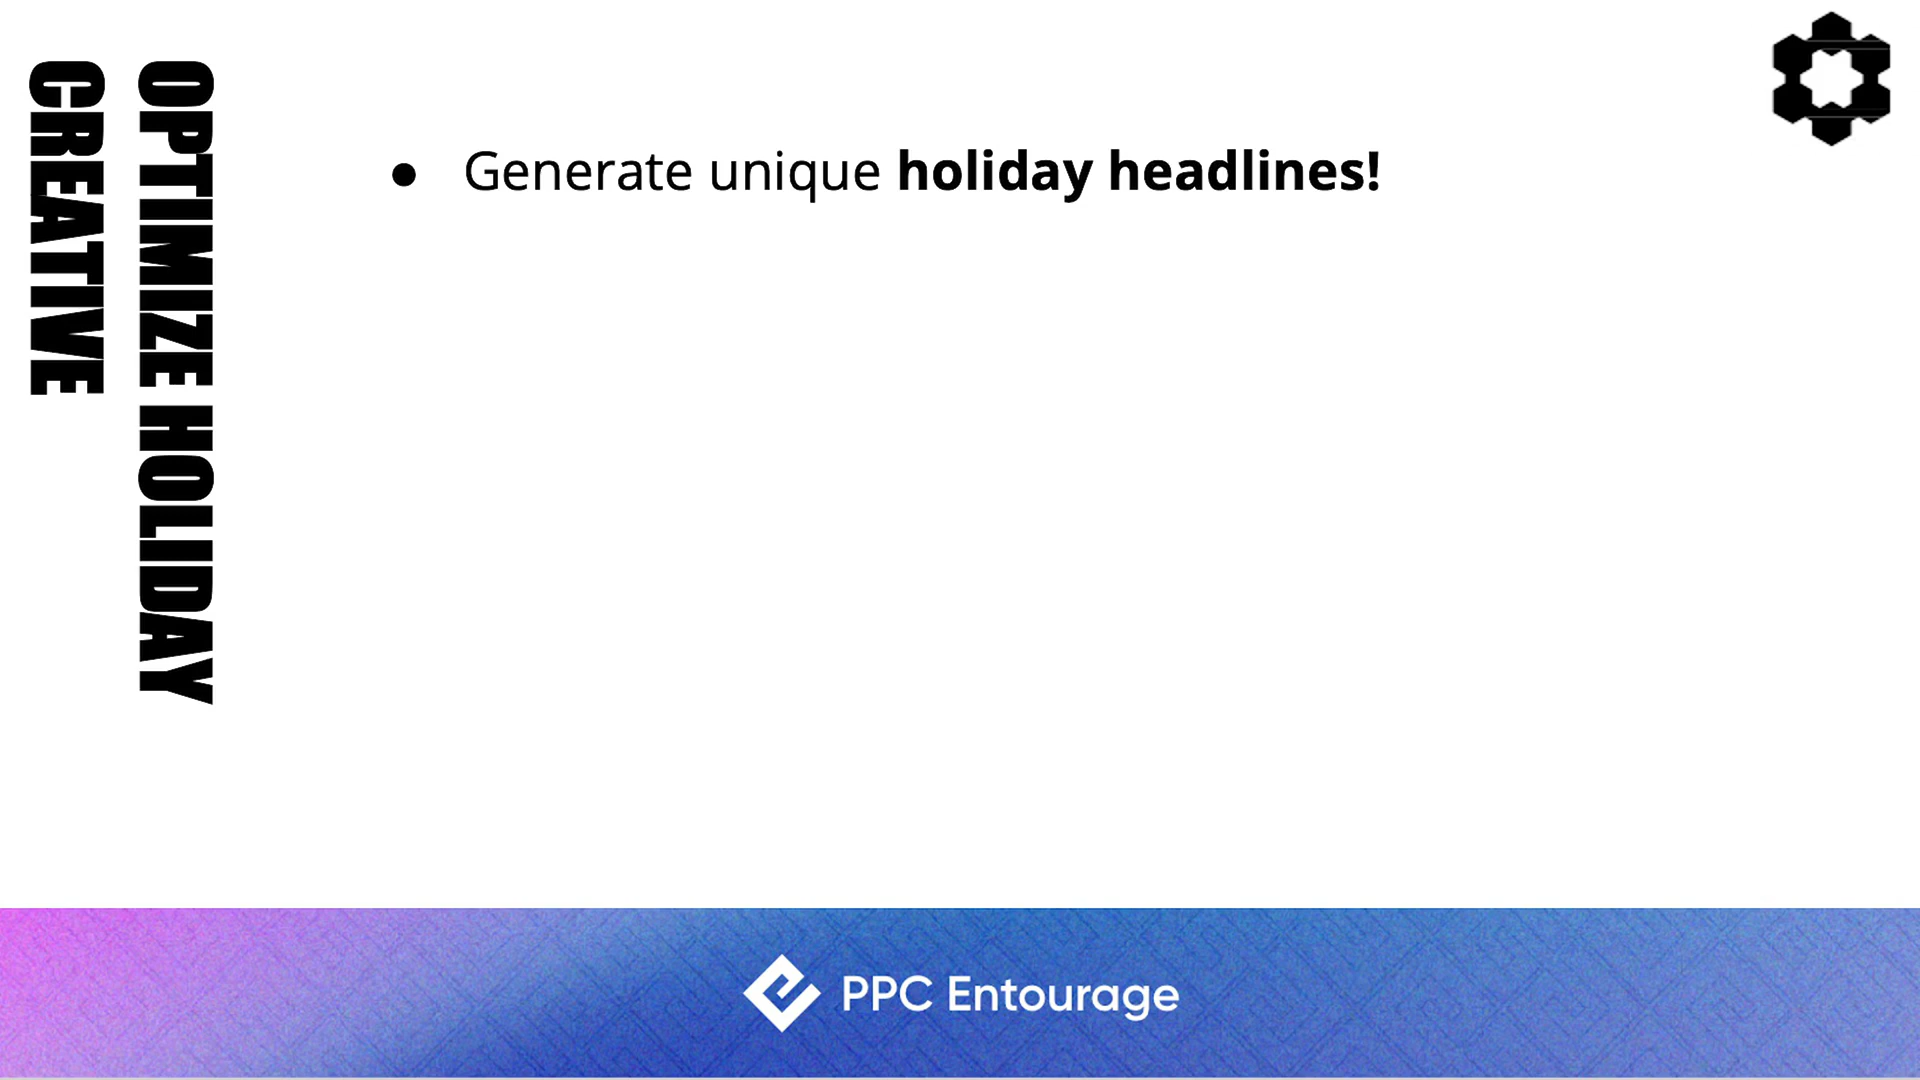 OPTIMIZE HOLIDAY
CREATIVE
● Generate unique holiday headlines!
PPC Entourage